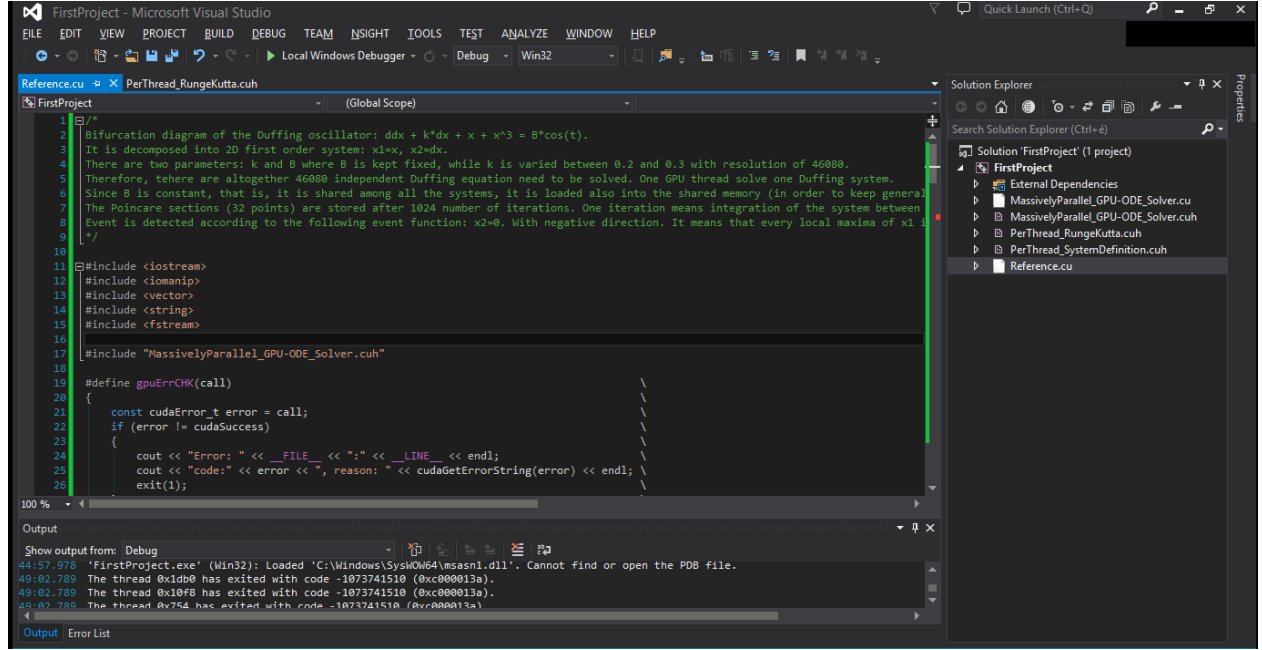 FirstProject - Microsoft Visual Studio
Quick Launch (Ctrl+Q)
FILE EDIT VIEW PROJECT BUILD DEBUG TEAM NSIGHT TOOLS TEST ANALYZE WINDOW HELP
Local Windows Debugger Debug Win32
Reference.cu PerThread_RungeKutta.cuh
FirstProject (Global Scope)
1 /*
2 Bifurcation diagram of the Duffing oscillator: ddx + k*dx + x + x^3 = B*cos(t).
3 It is decomposed into 2D first order system: x1=x, x2=dx.
4 There are two parameters: k and B where B is kept fixed, while k is varied between 0.2 and 0.3 with resolution of 46080.
5 Therefore, tehere are altogether 46080 independent Duffing equation need to be solved. One GPU thread solve one Duffing system.
6 Since B is constant, that is, it is shared among all the systems, it is loaded also into the shared memory (in order to keep general
7 The Poincare sections (32 points) are stored after 1024 number of iterations. One iteration means integration of the system between
8 Event is detected according to the following event function: x2=0. With negative direction. It means that every local maxima of x1 i
9 */
10
11 #include <iostream>
12 #include <iomanip>
13 #include <vector>
14 #include <string>
15 #include <fstream>
16
17 #include "MassivelyParallel_GPU-ODE_Solver.cuh"
18
19 #define gpuErrCHK(call) \
20 { \
21 const cudaError_t error = call; \
22 if (error != cudaSuccess) \
23 { \
24 cout << "Error: " << __FILE__ << ":" << __LINE__ << endl; \
25 cout << "code:" << error << ", reason: " << cudaGetErrorString(error) << endl; \
26 exit(1); \
100 %
Output
Show output from: Debug
44:57.978 'FirstProject.exe' (Win32): Loaded 'C:\Windows\SysWOW64\msasn1.dll'. Cannot find or open the PDB file.
49:02.789 The thread 0x1db0 has exited with code -1073741510 (0xc000013a).
49:02.789 The thread 0x10f8 has exited with code -1073741510 (0xc000013a).
49:02.789 The thread 0x754 has exited with code -1073741510 (0xc000013a)
Output Error List
Solution Explorer
Search Solution Explorer (Ctrl+é)
Solution 'FirstProject' (1 project)
FirstProject
External Dependencies
MassivelyParallel_GPU-ODE_Solver.cu
MassivelyParallel_GPU-ODE_Solver.cuh
PerThread_RungeKutta.cuh
PerThread_SystemDefinition.cuh
Reference.cu
Properties